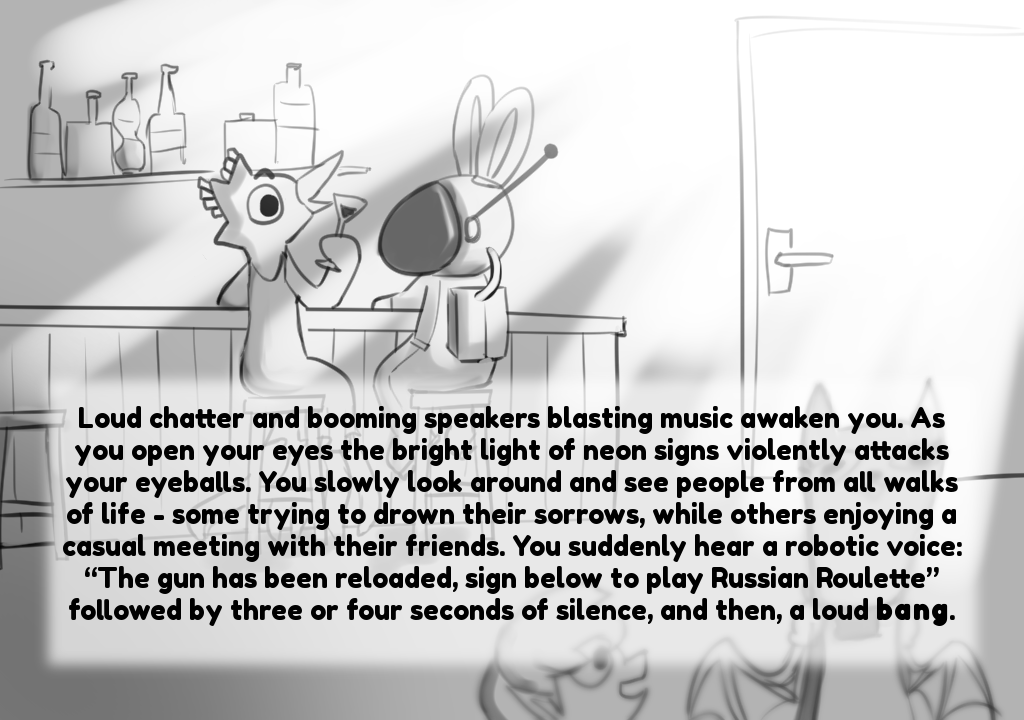 Loud chatter and booming speakers blasting music awaken you. As
you open your eyes the bright light of neon signs violently attacks
your eyeballs. You slowly look around and see people from all walks
of life - some trying to drown their sorrows, while others enjoying a
casual meeting with their friends. You suddenly hear a robotic voice:
“The gun has been reloaded, sign below to play Russian Roulette”
followed by three or four seconds of silence, and then, a loud bang.